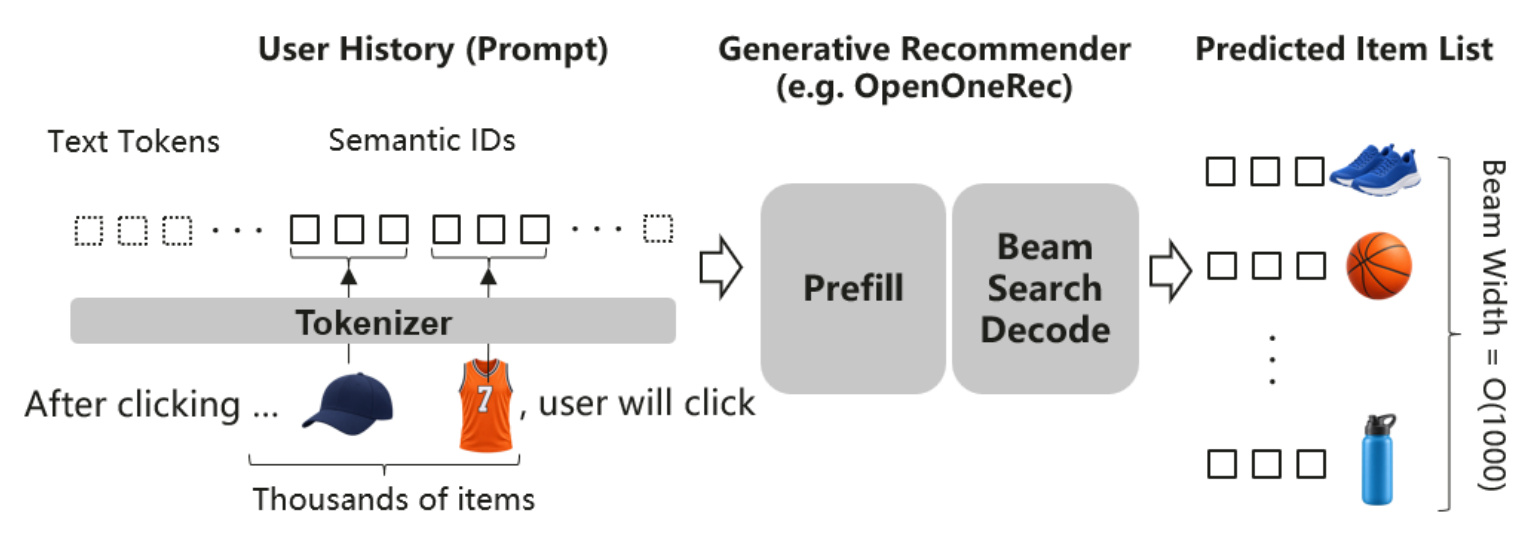 User History (Prompt)
Generative Recommender
(e.g. OpenOneRec)
Predicted Item List
Text Tokens
Semantic IDs
...
...
Tokenizer
After clicking ...
7
, user will click
Thousands of items
Prefill
Beam
Search
Decode
Beam Width = O(1000)